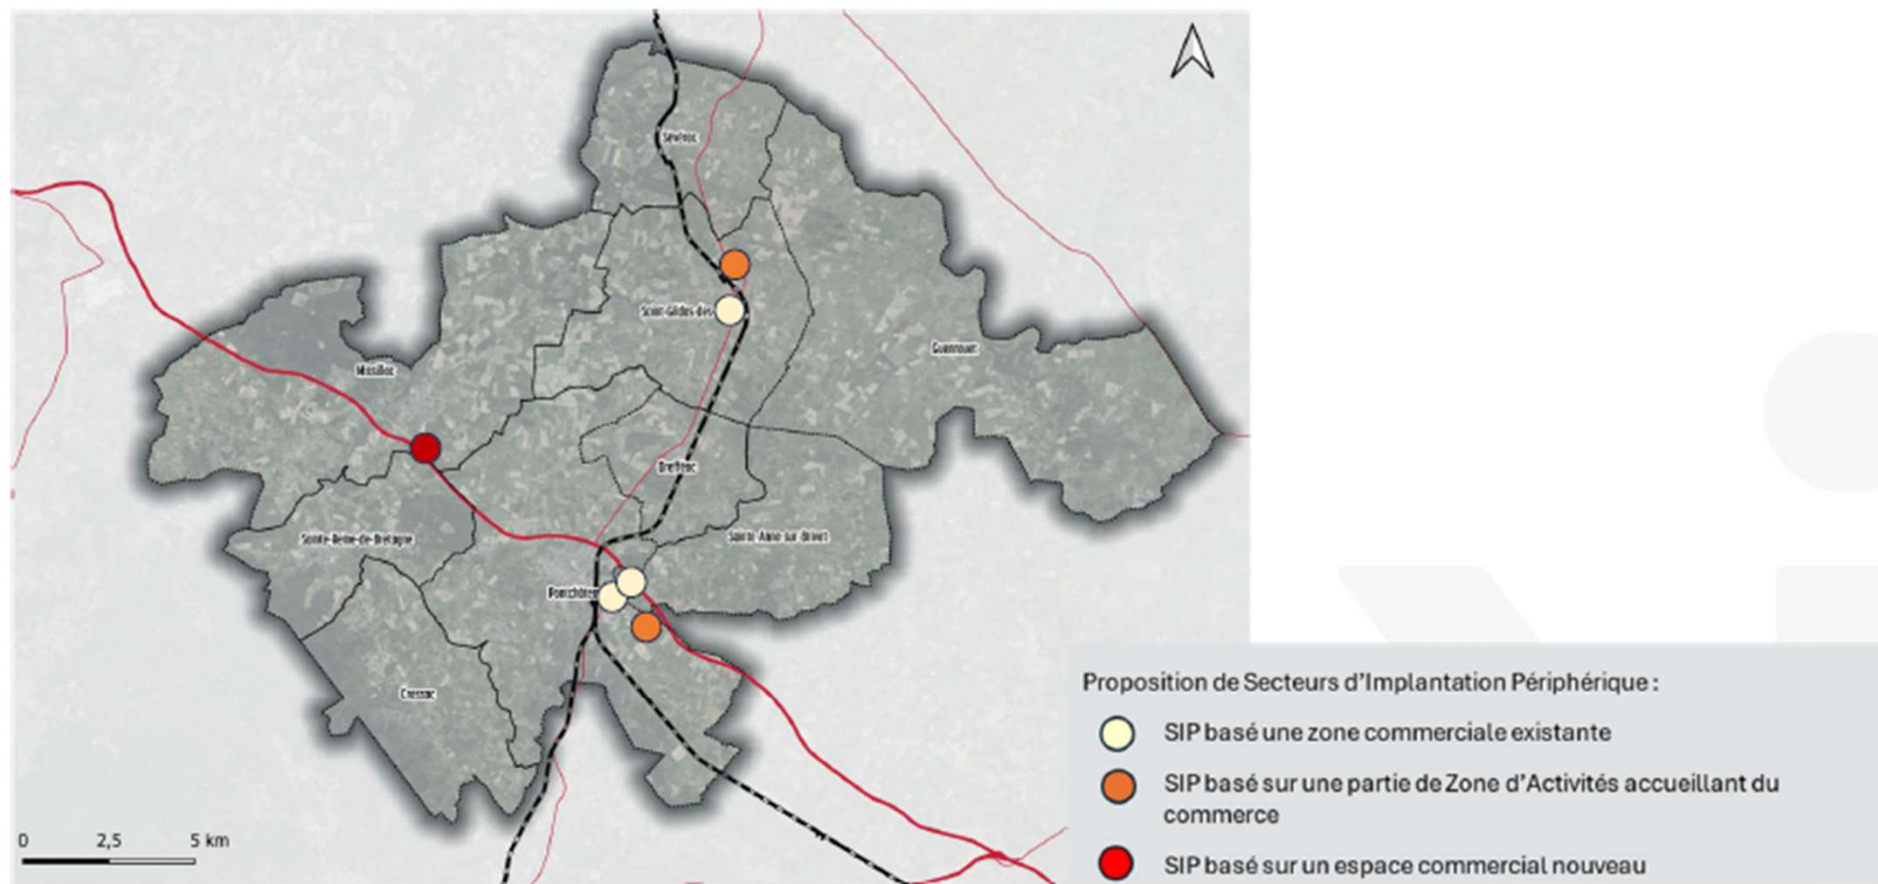 Sévérac
Saint-Gildas-des
Guenrouet
Missillac
Drefféac
Sainte-Reine-de-Bretagne
Sainte-Anne-sur-Brivet
Pontchâteau
Crossac
0 2,5 5 km
Proposition de Secteurs d’Implantation Périphérique :
SIP basé une zone commerciale existante
SIP basé sur une partie de Zone d’Activités accueillant du
commerce
SIP basé sur un espace commercial nouveau